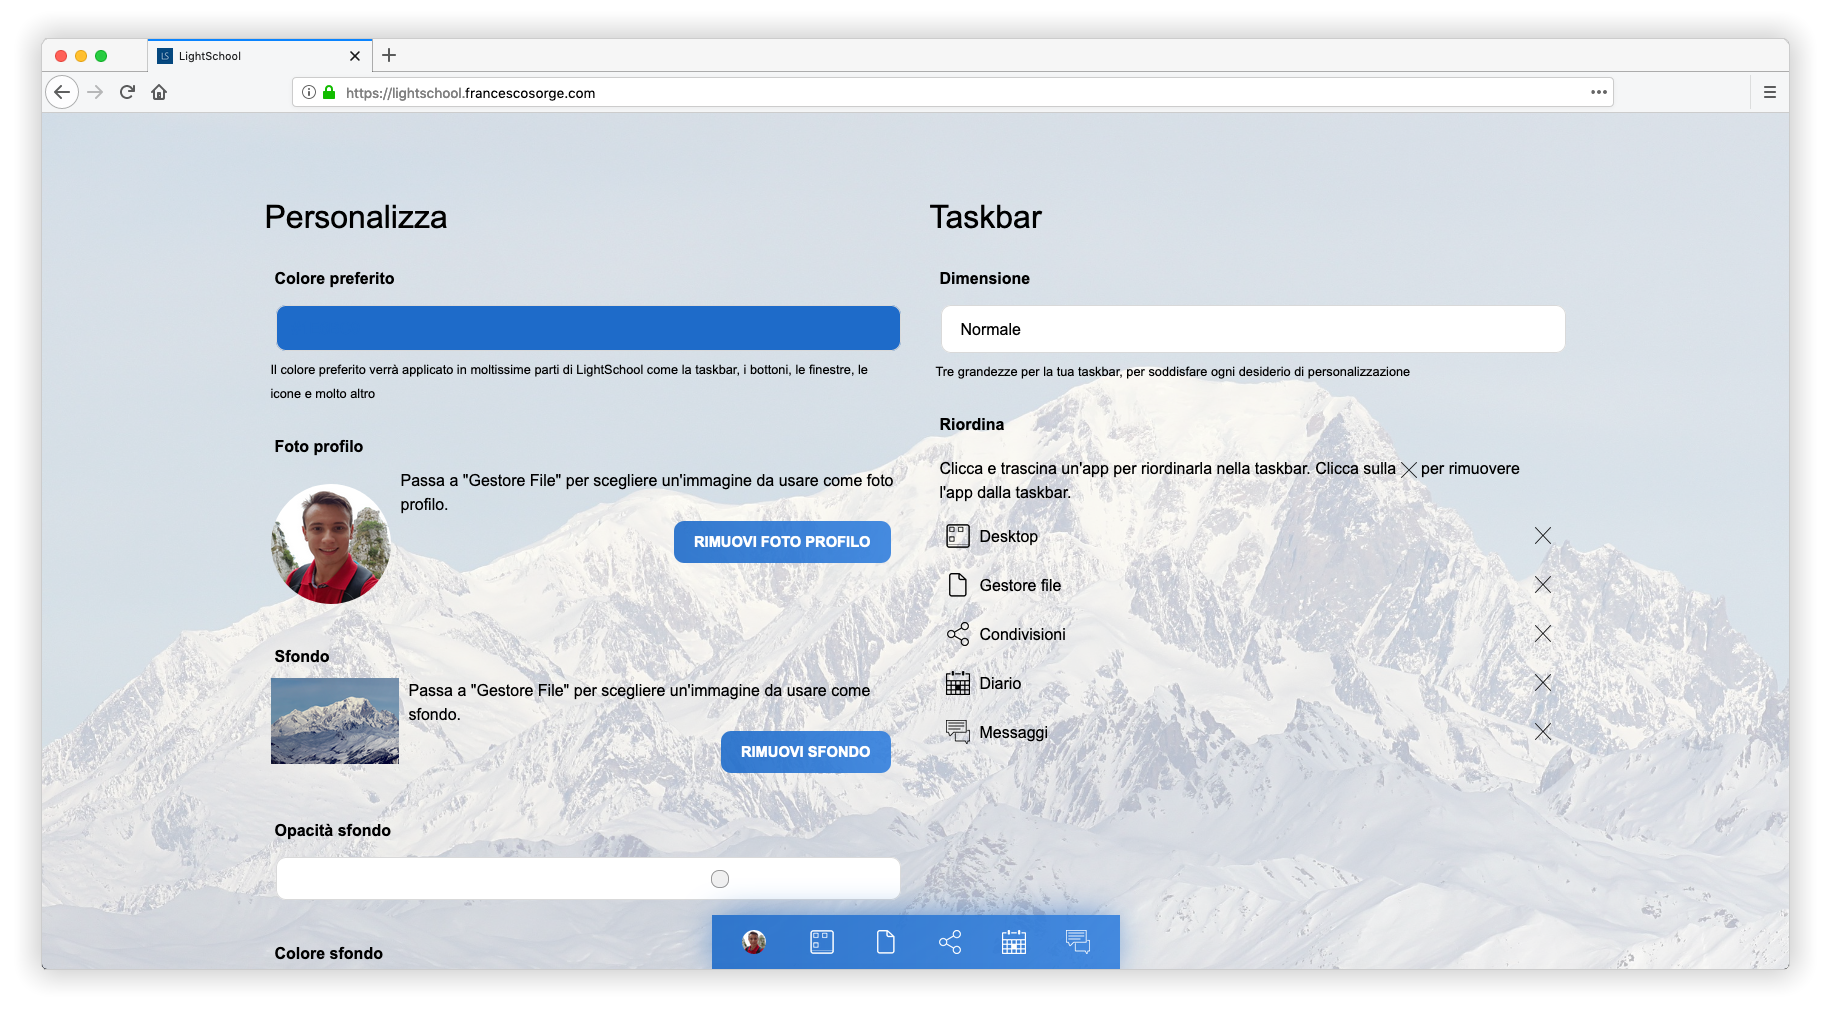 LightSchool
https://lightschool.francescosorge.com
Personalizza
Colore preferito
Il colore preferito verrà applicato in moltissime parti di LightSchool come la taskbar, i bottoni, le finestre, le
icone e molto altro
Foto profilo
Passa a "Gestore File" per scegliere un'immagine da usare come foto
profilo.
RIMUOVI FOTO PROFILO
Sfondo
Passa a "Gestore File" per scegliere un'immagine da usare come
sfondo.
RIMUOVI SFONDO
Opacità sfondo
Colore sfondo
Taskbar
Dimensione
Normale
Tre grandezze per la tua taskbar, per soddisfare ogni desiderio di personalizzazione
Riordina
Clicca e trascina un'app per riordinarla nella taskbar. Clicca sulla per rimuovere
l'app dalla taskbar.
Desktop
Gestore file
Condivisioni
Diario
Messaggi